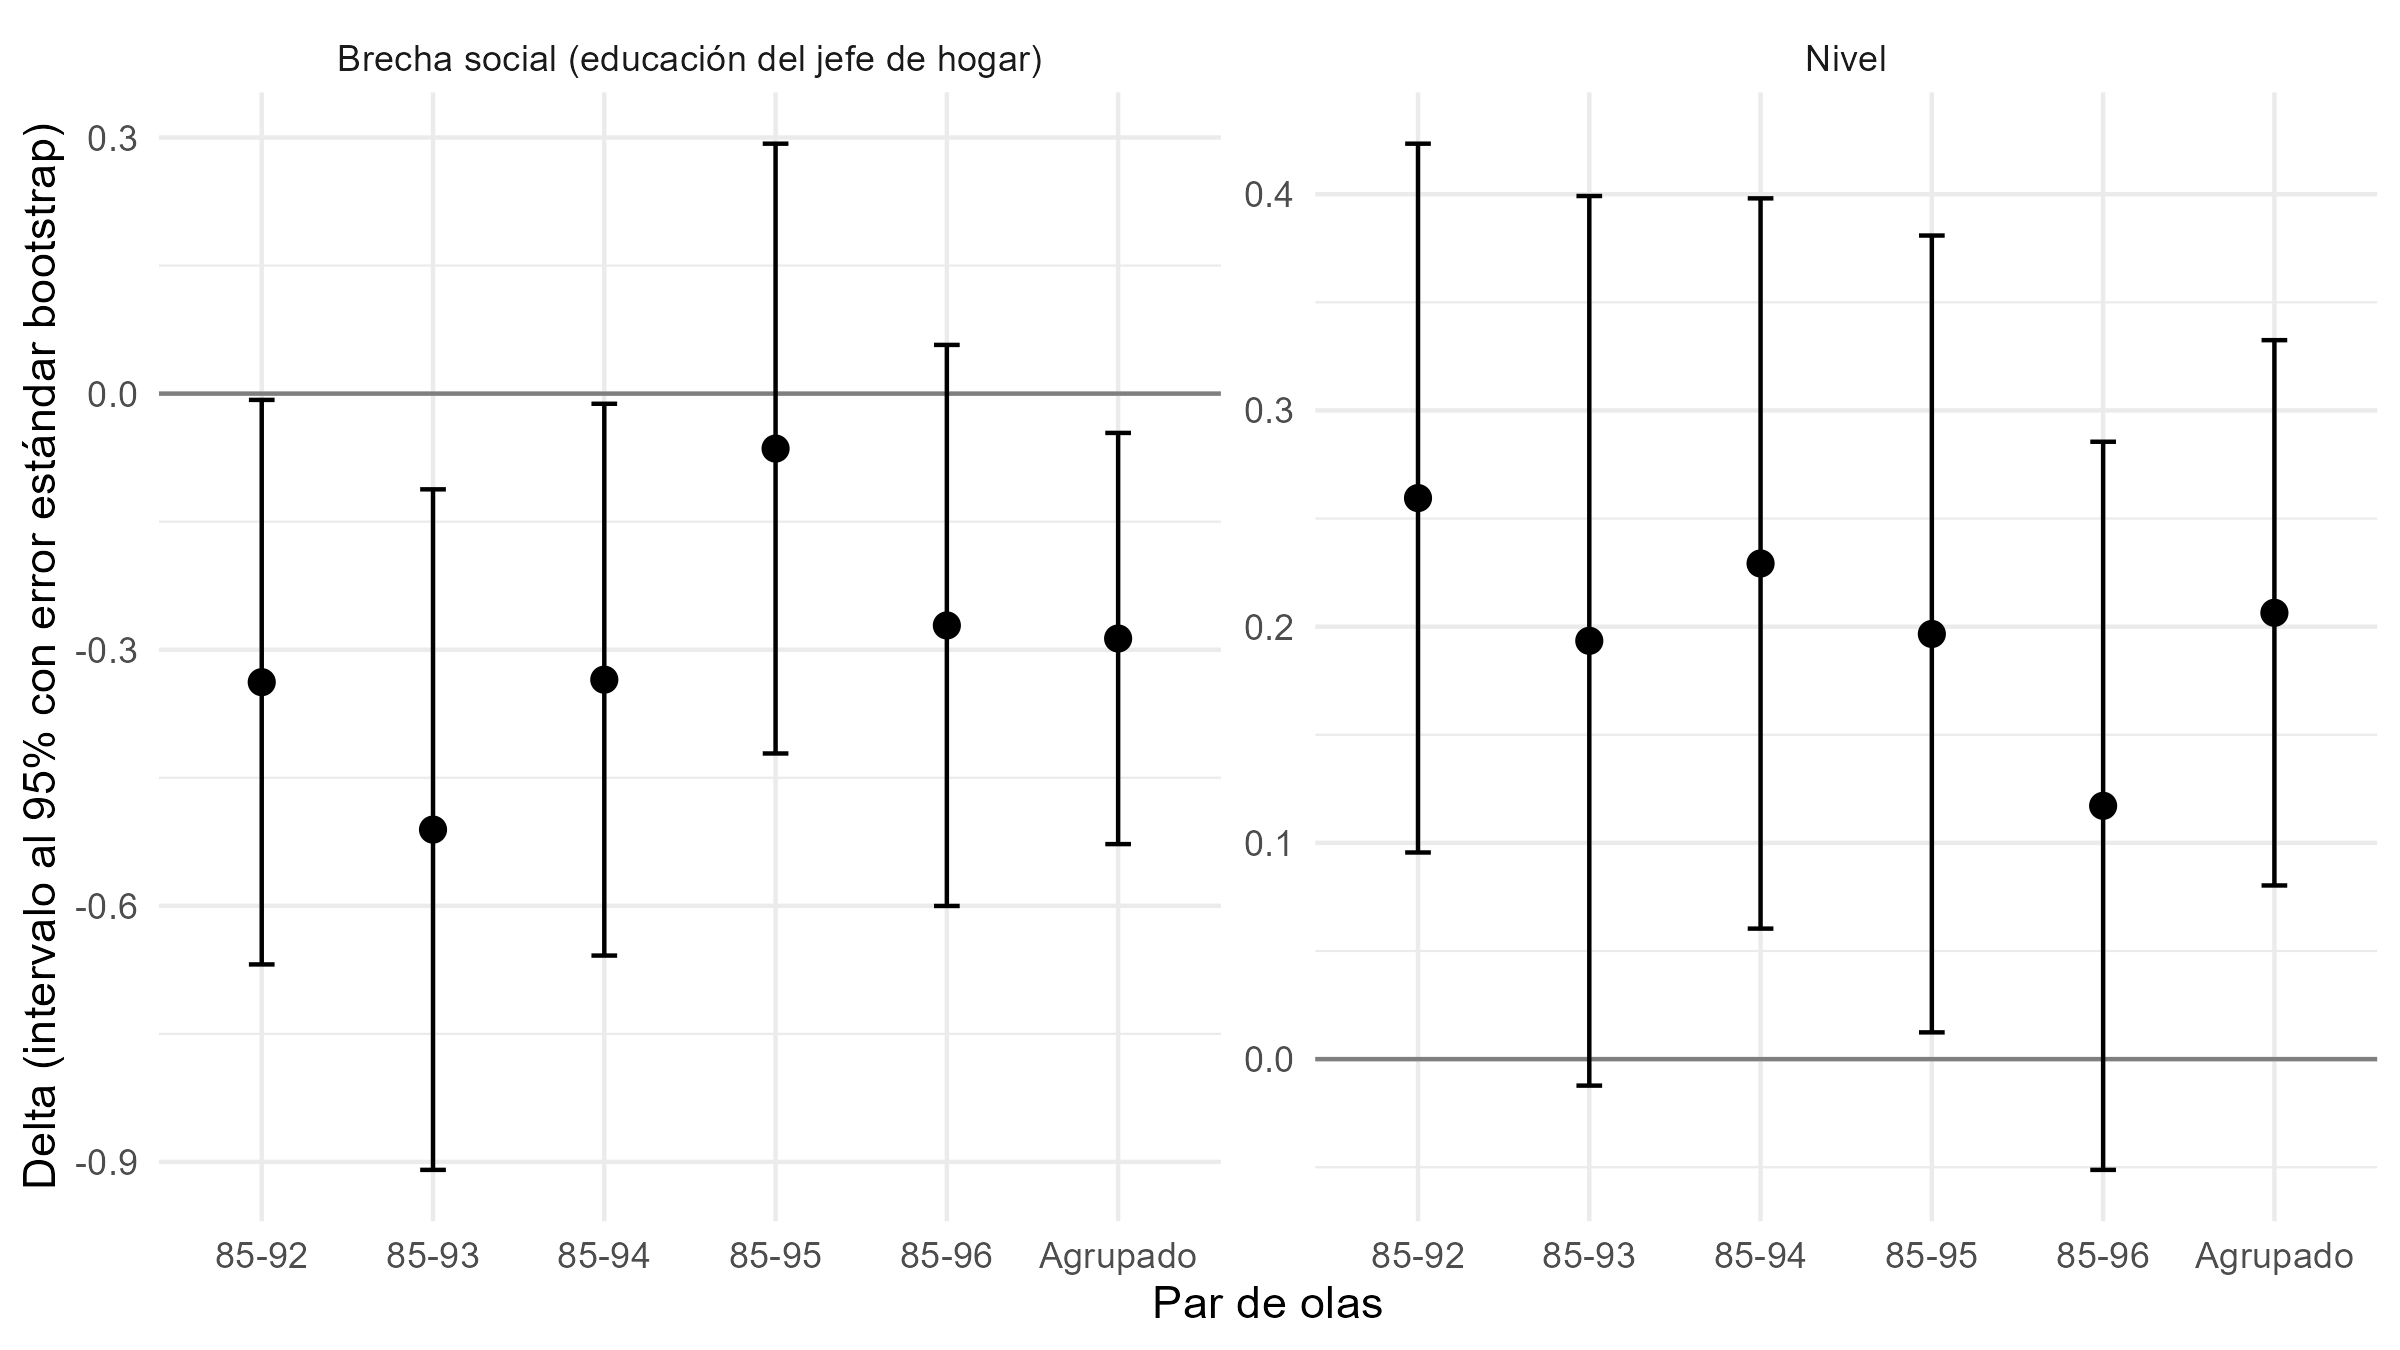 Brecha social (educación del jefe de hogar)
Nivel
Delta (intervalo al 95% con error estándar bootstrap)
0.3
0.0
-0.3
-0.6
-0.9
0.4
0.3
0.2
0.1
0.0
85-92 85-93 85-94 85-95 85-96 Agrupado
85-92 85-93 85-94 85-95 85-96 Agrupado
Par de olas